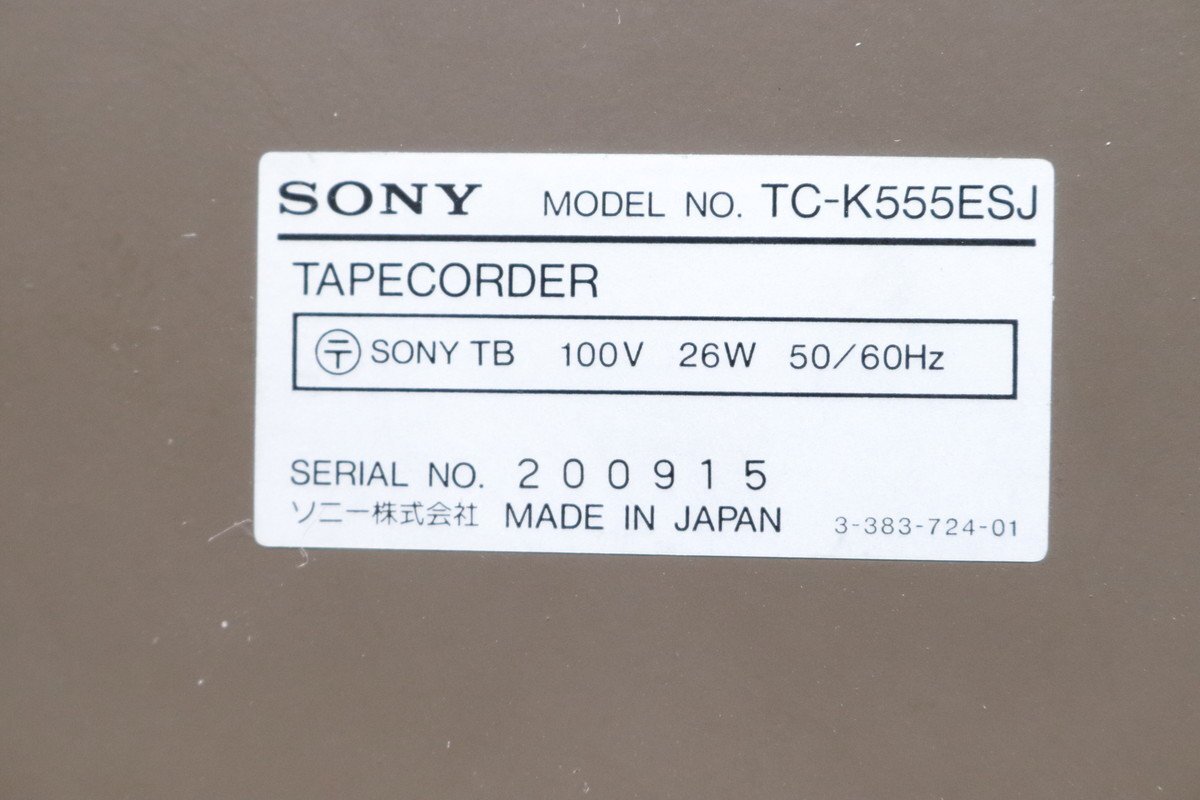 SONY MODEL NO. TC-K555ESJ
TAPECORDER
〶 SONY TB 100V 26W 50/60Hz
SERIAL NO. 200915
ソニー株式会社 MADE IN JAPAN 3-383-724-01